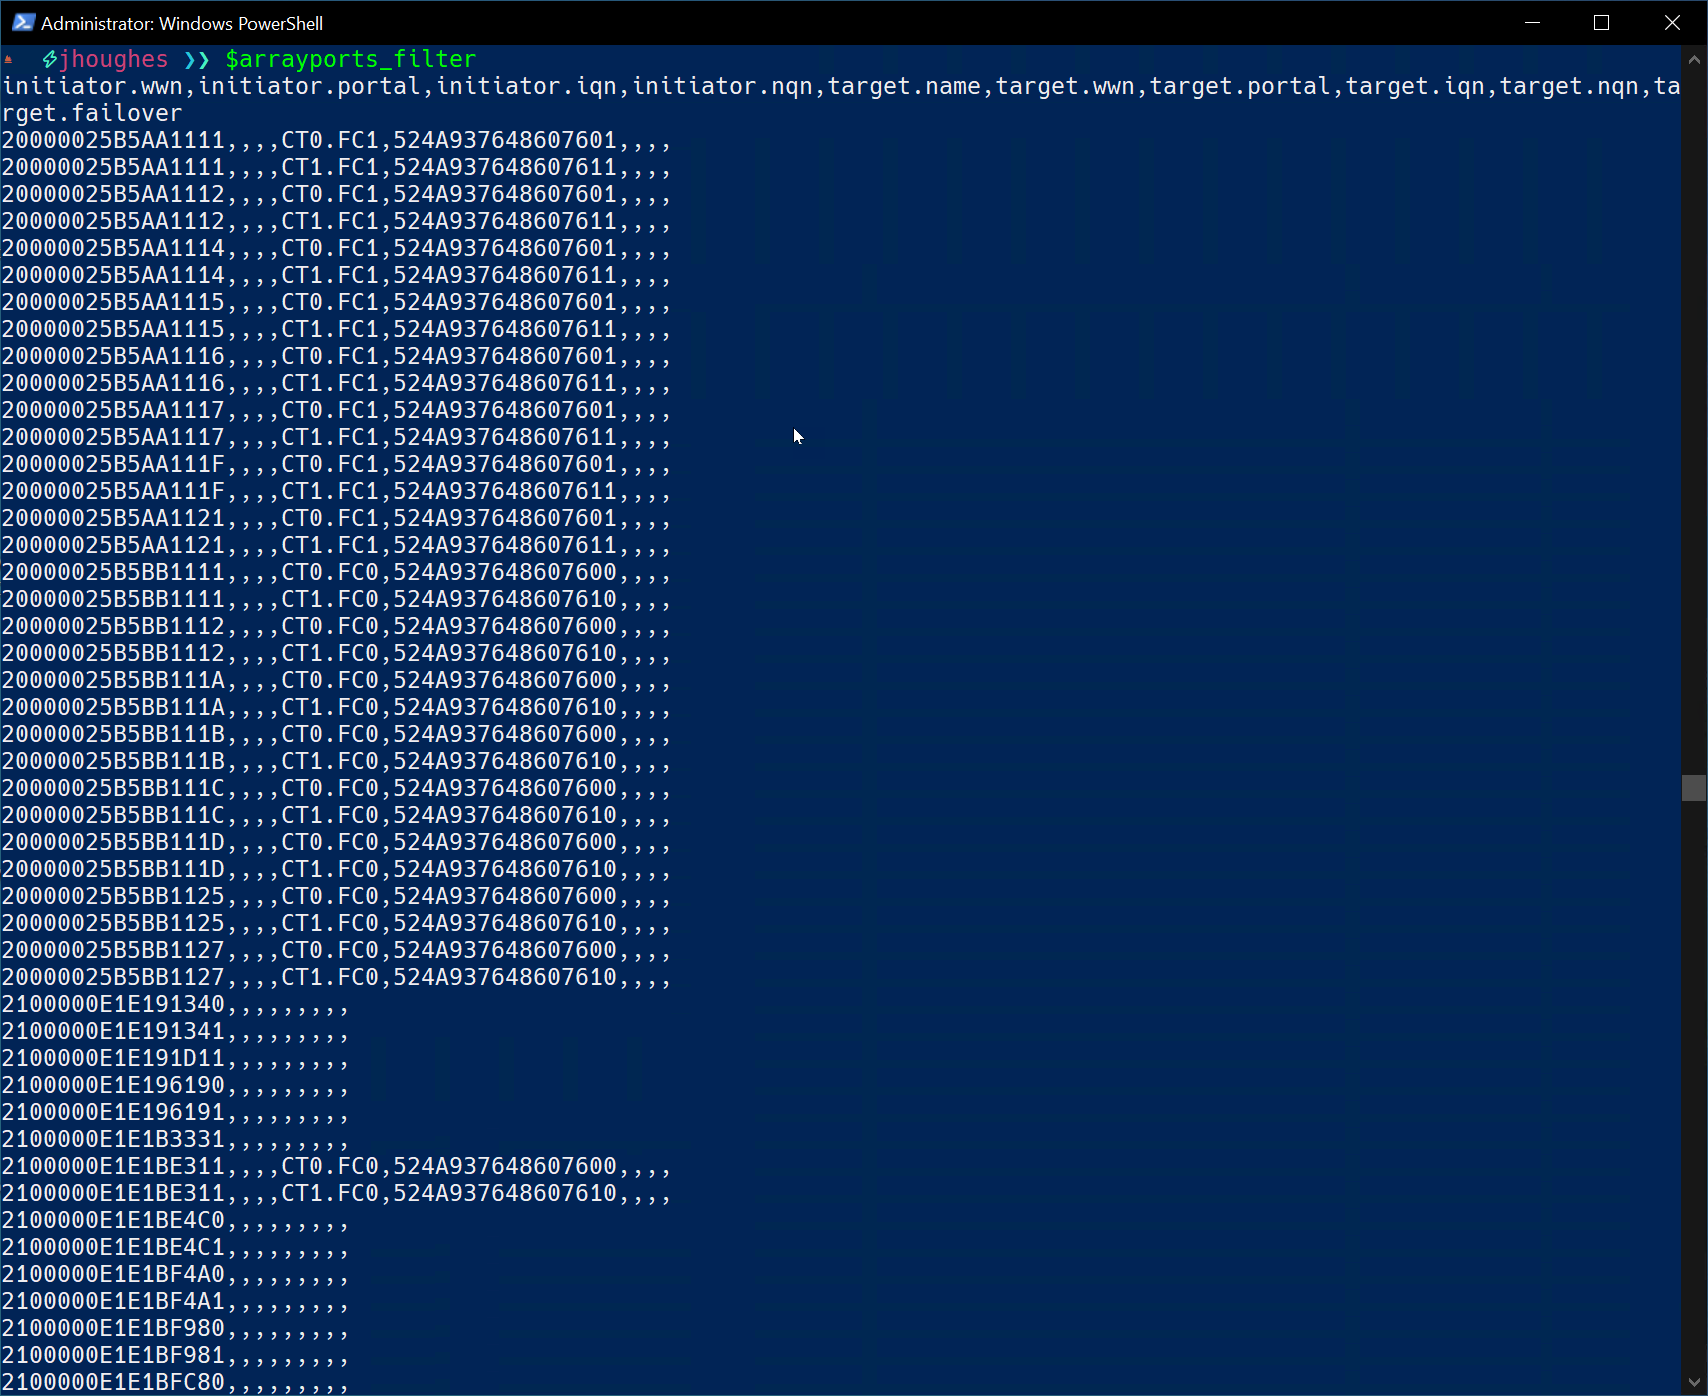 Administrator: Windows PowerShell
jhoughes ❯❯ $arrayports_filter
initiator.wwn,initiator.portal,initiator.iqn,initiator.nqn,target.name,target.wwn,target.portal,target.iqn,target.nqn,ta
rget.failover
20000025B5AA1111,,,,CT0.FC1,524A937648607601,,,,
20000025B5AA1111,,,,CT1.FC1,524A937648607611,,,,
20000025B5AA1112,,,,CT0.FC1,524A937648607601,,,,
20000025B5AA1112,,,,CT1.FC1,524A937648607611,,,,
20000025B5AA1114,,,,CT0.FC1,524A937648607601,,,,
20000025B5AA1114,,,,CT1.FC1,524A937648607611,,,,
20000025B5AA1115,,,,CT0.FC1,524A937648607601,,,,
20000025B5AA1115,,,,CT1.FC1,524A937648607611,,,,
20000025B5AA1116,,,,CT0.FC1,524A937648607601,,,,
20000025B5AA1116,,,,CT1.FC1,524A937648607611,,,,
20000025B5AA1117,,,,CT0.FC1,524A937648607601,,,,
20000025B5AA1117,,,,CT1.FC1,524A937648607611,,,,
20000025B5AA111F,,,,CT0.FC1,524A937648607601,,,,
20000025B5AA111F,,,,CT1.FC1,524A937648607611,,,,
20000025B5AA1121,,,,CT0.FC1,524A937648607601,,,,
20000025B5AA1121,,,,CT1.FC1,524A937648607611,,,,
20000025B5BB1111,,,,CT0.FC0,524A937648607600,,,,
20000025B5BB1111,,,,CT1.FC0,524A937648607610,,,,
20000025B5BB1112,,,,CT0.FC0,524A937648607600,,,,
20000025B5BB1112,,,,CT1.FC0,524A937648607610,,,,
20000025B5BB111A,,,,CT0.FC0,524A937648607600,,,,
20000025B5BB111A,,,,CT1.FC0,524A937648607610,,,,
20000025B5BB111B,,,,CT0.FC0,524A937648607600,,,,
20000025B5BB111B,,,,CT1.FC0,524A937648607610,,,,
20000025B5BB111C,,,,CT0.FC0,524A937648607600,,,,
20000025B5BB111C,,,,CT1.FC0,524A937648607610,,,,
20000025B5BB111D,,,,CT0.FC0,524A937648607600,,,,
20000025B5BB111D,,,,CT1.FC0,524A937648607610,,,,
20000025B5BB1125,,,,CT0.FC0,524A937648607600,,,,
20000025B5BB1125,,,,CT1.FC0,524A937648607610,,,,
20000025B5BB1127,,,,CT0.FC0,524A937648607600,,,,
20000025B5BB1127,,,,CT1.FC0,524A937648607610,,,,
2100000E1E191340,,,,,,,,,
2100000E1E191341,,,,,,,,,
2100000E1E191D11,,,,,,,,,
2100000E1E196190,,,,,,,,,
2100000E1E196191,,,,,,,,,
2100000E1E1B3331,,,,,,,,,
2100000E1E1BE311,,,,CT0.FC0,524A937648607600,,,,
2100000E1E1BE311,,,,CT1.FC0,524A937648607610,,,,
2100000E1E1BE4C0,,,,,,,,,
2100000E1E1BE4C1,,,,,,,,,
2100000E1E1BF4A0,,,,,,,,,
2100000E1E1BF4A1,,,,,,,,,
2100000E1E1BF980,,,,,,,,,
2100000E1E1BF981,,,,,,,,,
2100000E1E1BFC80,,,,,,,,,